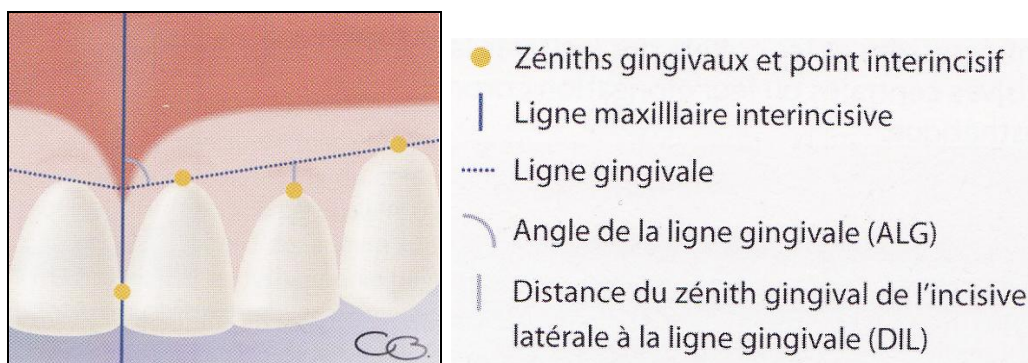 Zéniths gingivaux et point interincisif
Ligne maxilllaire interincisive
Ligne gingivale
Angle de la ligne gingivale (ALG)
Distance du zénith gingival de l'incisive
latérale à la ligne gingivale (DIL)
CB.